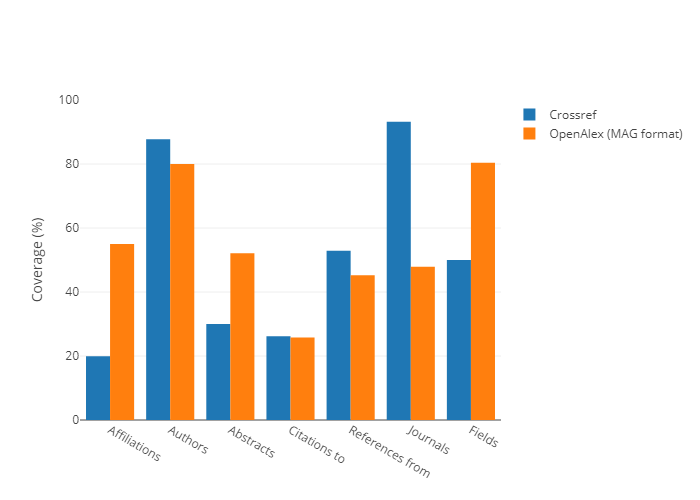 100
80
60
40
20
0
Coverage (%)
Affiliations
Authors
Abstracts
Citations to
References from
Journals
Fields
Crossref
OpenAlex (MAG format)